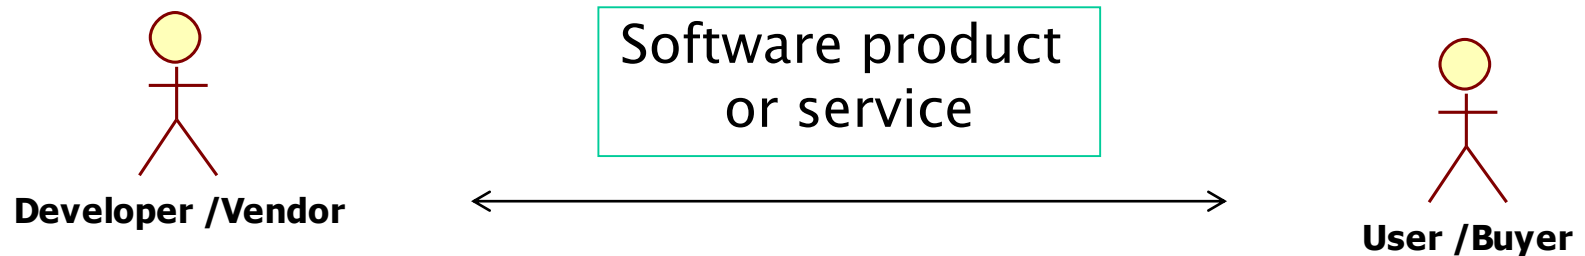 Software product
or service
Developer /Vendor
User /Buyer